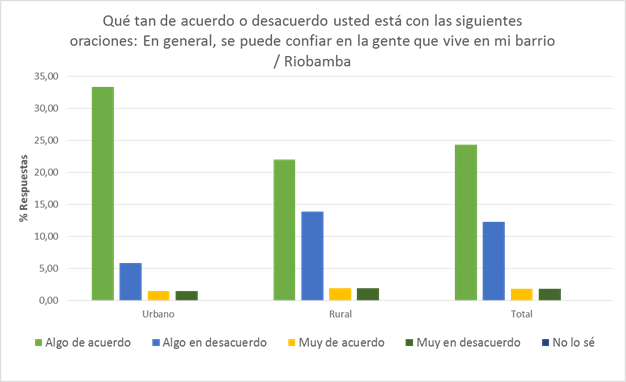 Qué tan de acuerdo o desacuerdo usted está con las siguientes
oraciones: En general, se puede confiar en la gente que vive en mi barrio
/ Riobamba
% Respuestas
35,00
30,00
25,00
20,00
15,00
10,00
5,00
0,00
Urbano
Rural
Total
Algo de acuerdo
Algo en desacuerdo
Muy de acuerdo
Muy en desacuerdo
No lo sé